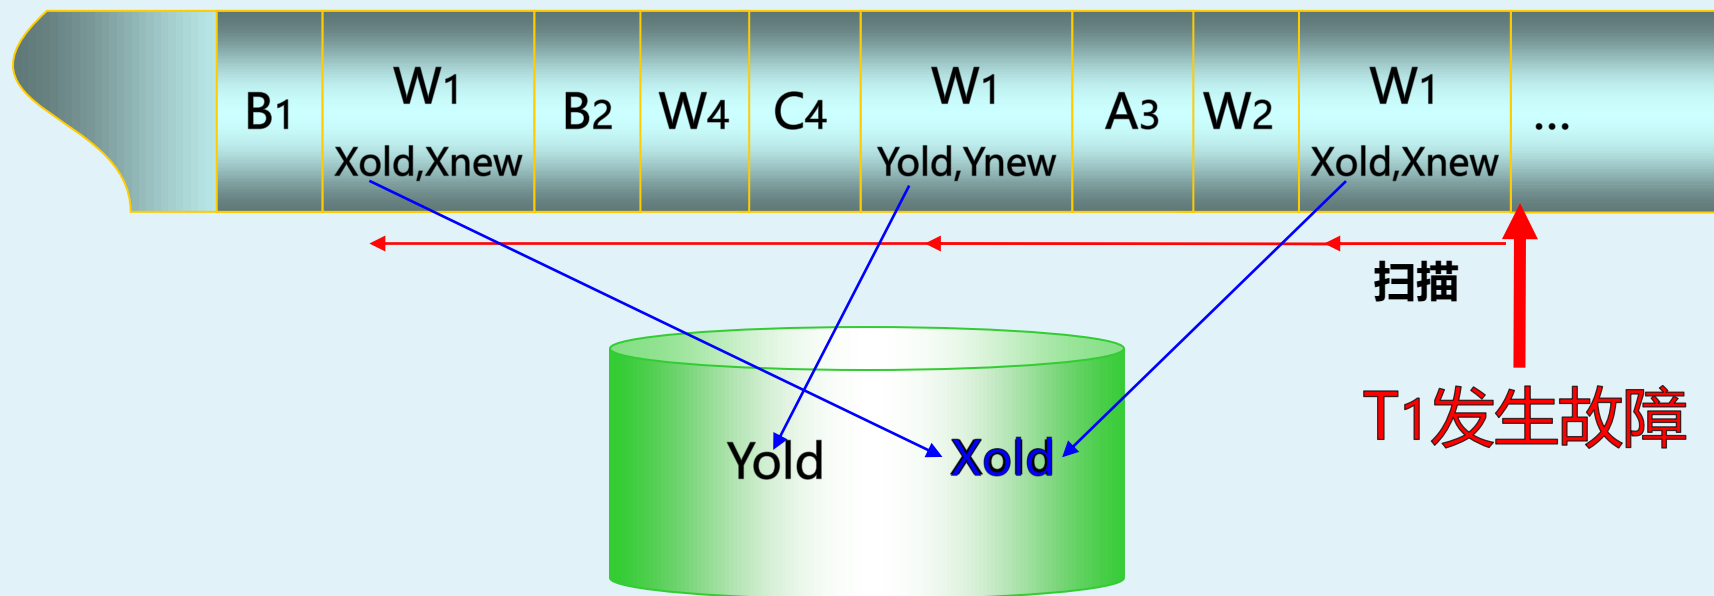 B1
W1
Xold,Xnew
B2
W4
C4
W1
Yold,Ynew
A3
W2
W1
Xold,Xnew
...
扫描
T1发生故障
Yold
Xold